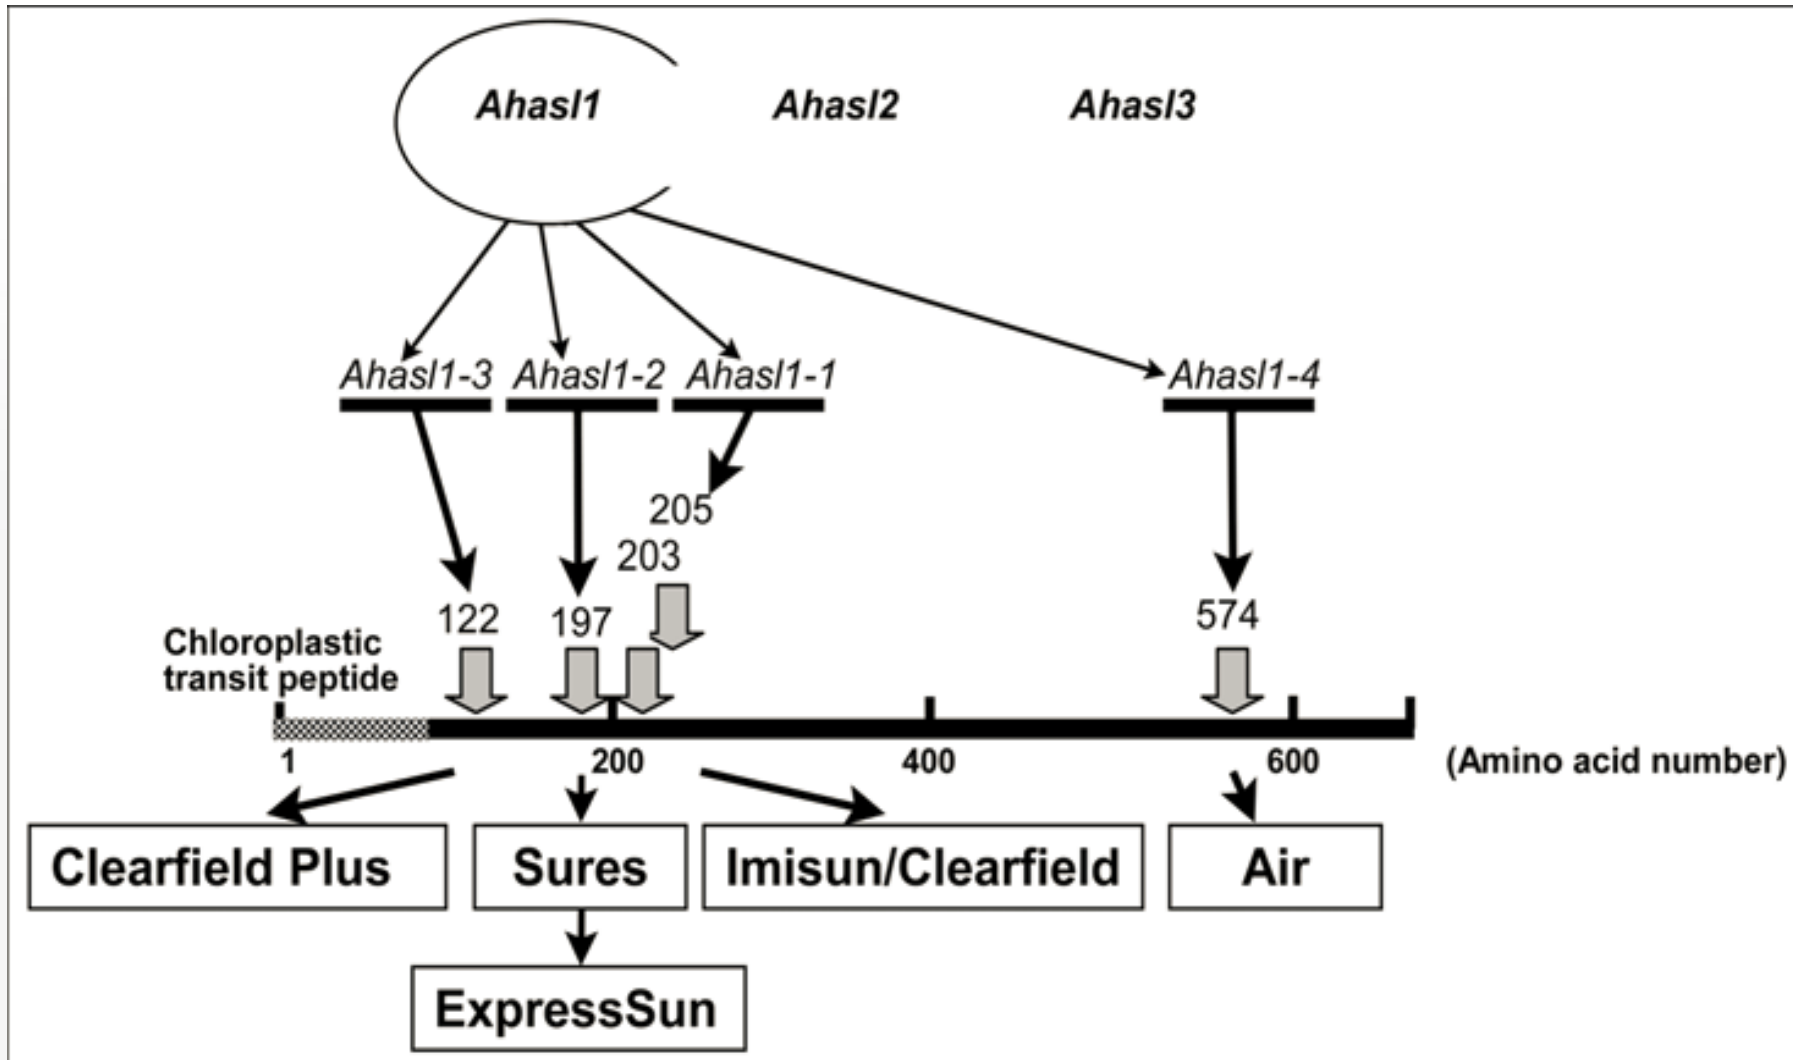 Ahasl1 Ahasl2 Ahasl3
Ahasl1-3 Ahasl1-2 Ahasl1-1 Ahasl1-4
205
203
122 197 574
Chloroplastic
transit peptide
1 200 400 600 (Amino acid number)
Clearfield Plus Sures Imisun/Clearfield Air
ExpressSun